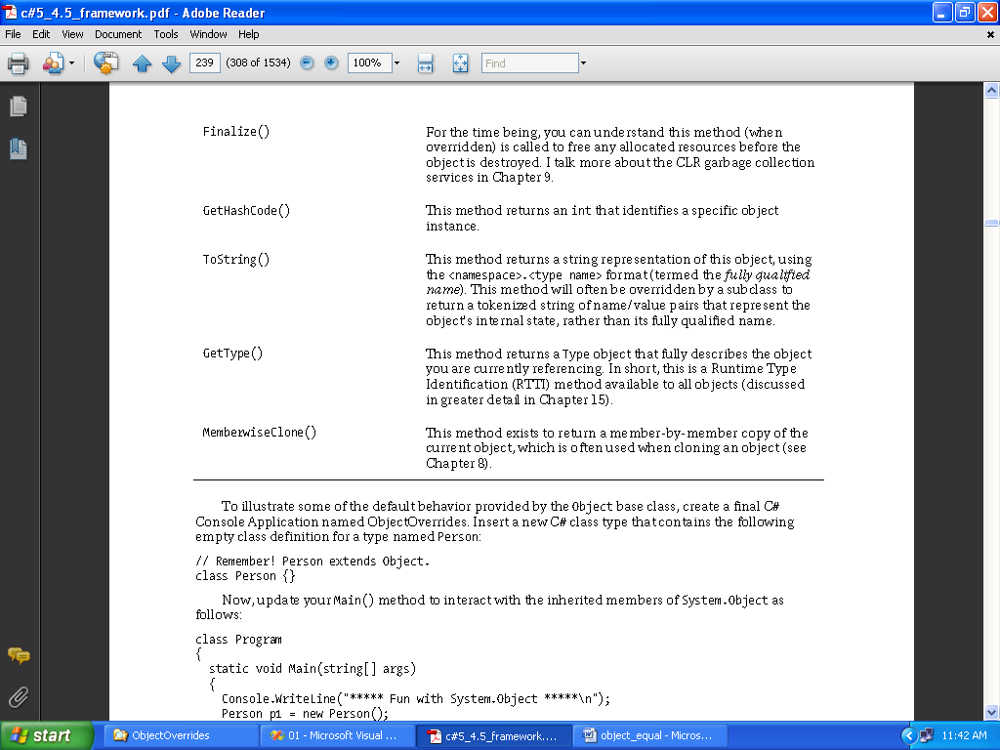 c#5_4.5_framework.pdf - Adobe Reader
File Edit View Document Tools Window Help
239 (308 of 1534) 100% Find
Finalize() For the time being, you can understand this method (when
overridden) is called to free any allocated resources before the
object is destroyed. I talk more about the CLR garbage collection
services in Chapter 9.
GetHashCode() This method returns an int that identifies a specific object
instance.
ToString() This method returns a string representation of this object, using
the <namespace>.<type name> format (termed the fully qualified
name). This method will often be overridden by a subclass to
return a tokenized string of name/value pairs that represent the
object's internal state, rather than its fully qualified name.
GetType() This method returns a Type object that fully describes the object
you are currently referencing. In short, this is a Runtime Type
Identification (RTTI) method available to all objects (discussed
in greater detail in Chapter 15).
MemberwiseClone() This method exists to return a member-by-member copy of the
current object, which is often used when cloning an object (see
Chapter 8).
To illustrate some of the default behavior provided by the Object base class, create a final C#
Console Application named ObjectOverrides. Insert a new C# class type that contains the following
empty class definition for a type named Person:
// Remember! Person extends Object.
class Person {}
Now, update your Main() method to interact with the inherited members of System.Object as
follows:
class Program
{
static void Main(string[] args)
{
Console.WriteLine("***** Fun with System.Object *****\n");
Person p1 = new Person();
start ObjectOverrides 01 - Microsoft Visual ... c#5_4.5_framework.... object_equal - Micros... 11:42 AM